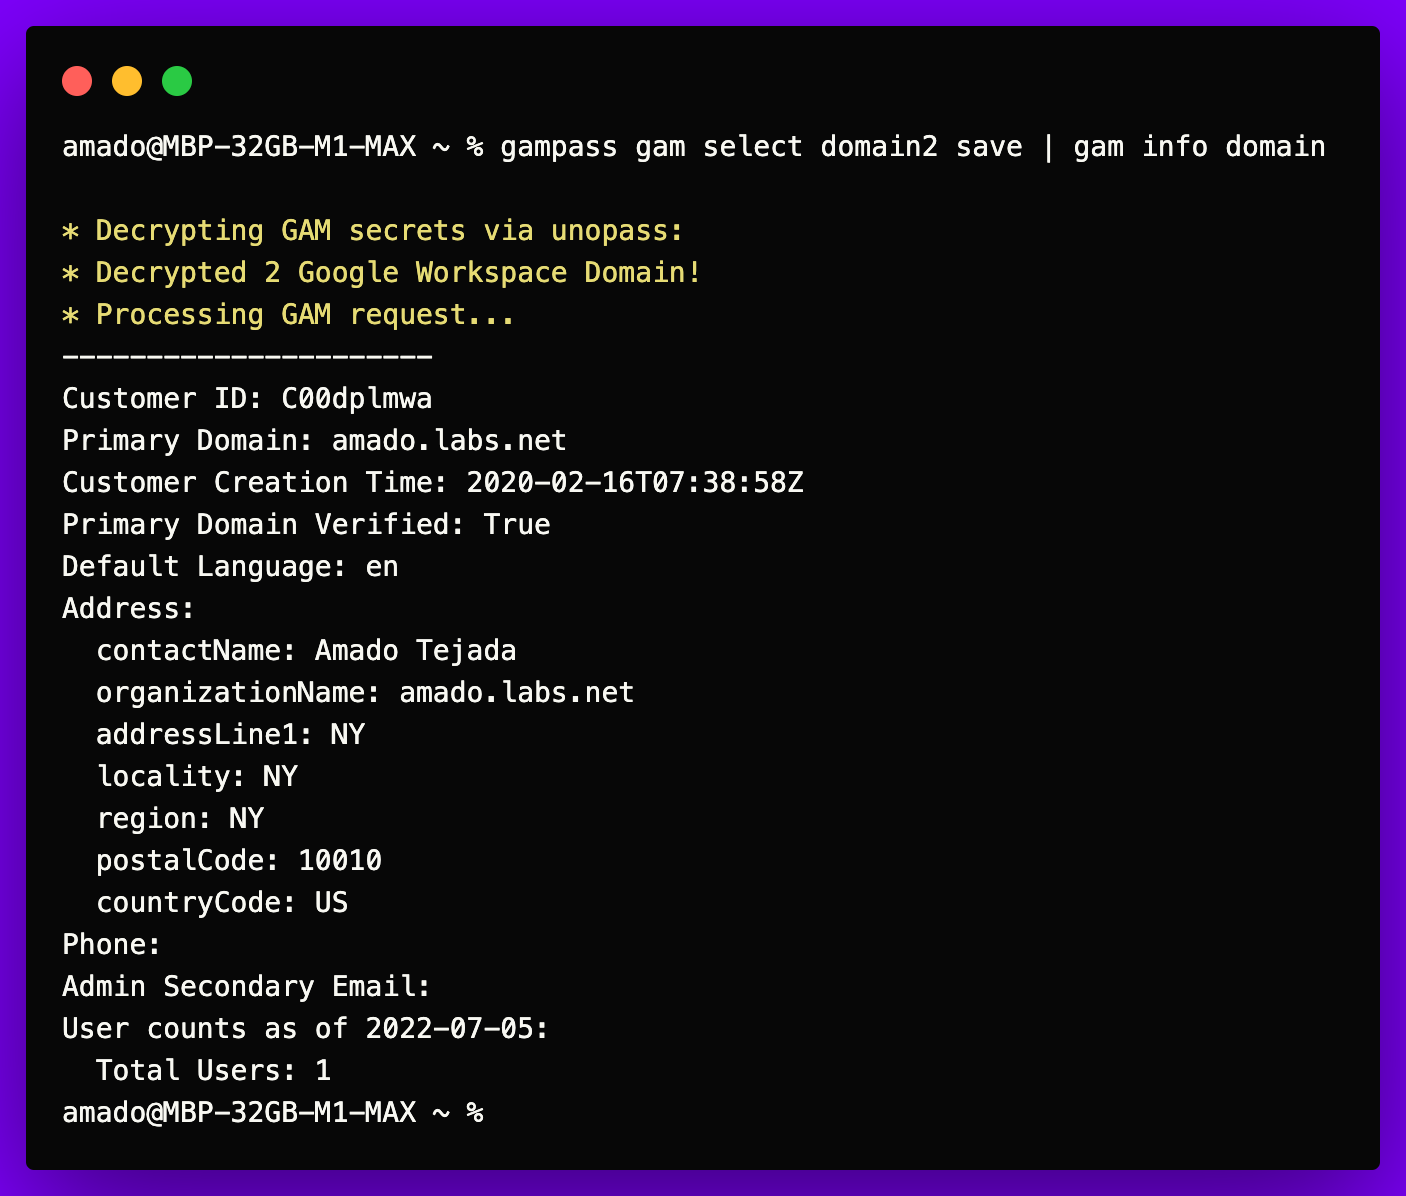 amado@MBP-32GB-M1-MAX ~ % gampass gam select domain2 save | gam info domain
* Decrypting GAM secrets via unopass:
* Decrypted 2 Google Workspace Domain!
* Processing GAM request...
----------------------
Customer ID: C00dplmwa
Primary Domain: amado.labs.net
Customer Creation Time: 2020-02-16T07:38:58Z
Primary Domain Verified: True
Default Language: en
Address:
  contactName: Amado Tejada
  organizationName: amado.labs.net
  addressLine1: NY
  locality: NY
  region: NY
  postalCode: 10010
  countryCode: US
Phone:
Admin Secondary Email:
User counts as of 2022-07-05:
  Total Users: 1
amado@MBP-32GB-M1-MAX ~ %